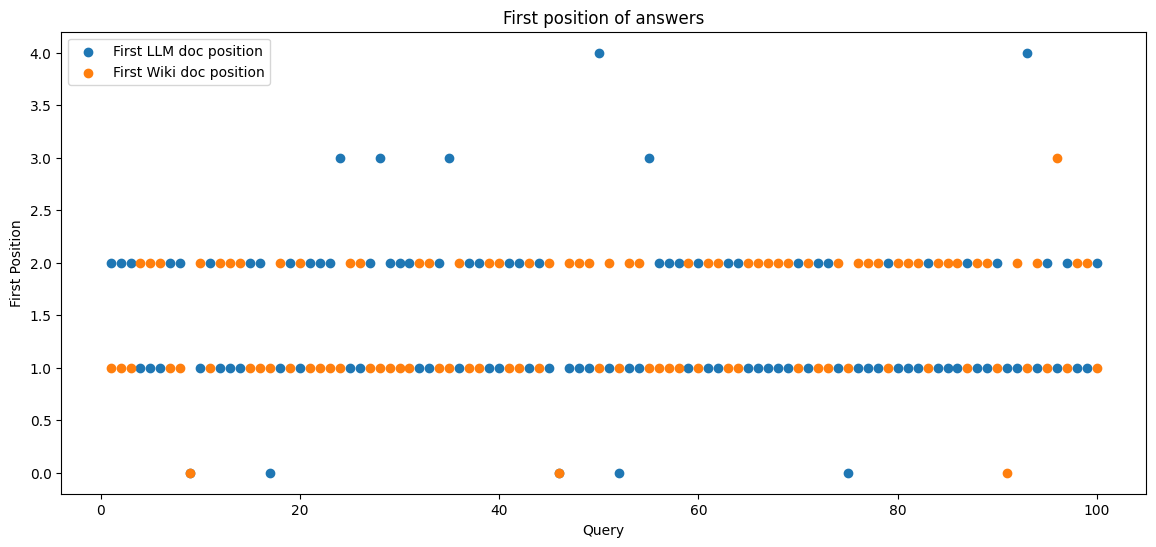 First position of answers
First LLM doc position
First Wiki doc position
First Position
4.0
3.5
3.0
2.5
2.0
1.5
1.0
0.5
0.0
0 20 40 60 80 100
Query